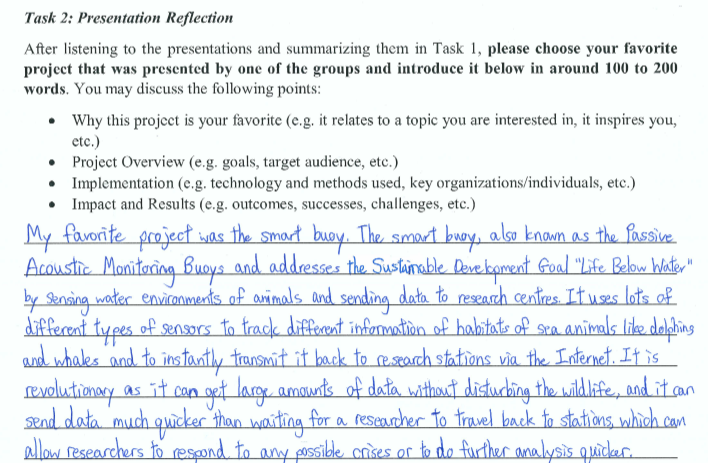 Task 2: Presentation Reflection
After listening to the presentations and summarizing them in Task 1, please choose your favorite
project that was presented by one of the groups and introduce it below in around 100 to 200
words. You may discuss the following points:
• Why this project is your favorite (e.g. it relates to a topic you are interested in, it inspires you,
etc.)
• Project Overview (e.g. goals, target audience, etc.)
• Implementation (e.g. technology and methods used, key organizations/individuals, etc.)
• Impact and Results (e.g. outcomes, successes, challenges, etc.)
My favorite project was the smart buoy. The smart buoy, also known as the Passive
Acoustic Monitoring Buoys and addresses the Sustainable Development Goal "Life Below Water"
by sensing water environments of animals and sending data to research centres. It uses lots of
different types of sensors to track different information of habitats of sea animals like dolphins
and whales and to instantly transmit it back to research stations via the Internet. It is
revolutionary as it can get large amounts of data without disturbing the wildlife, and it can
send data much quicker than waiting for a researcher to travel back to stations, which can
allow researchers to respond to any possible crises or to do further analysis quicker.